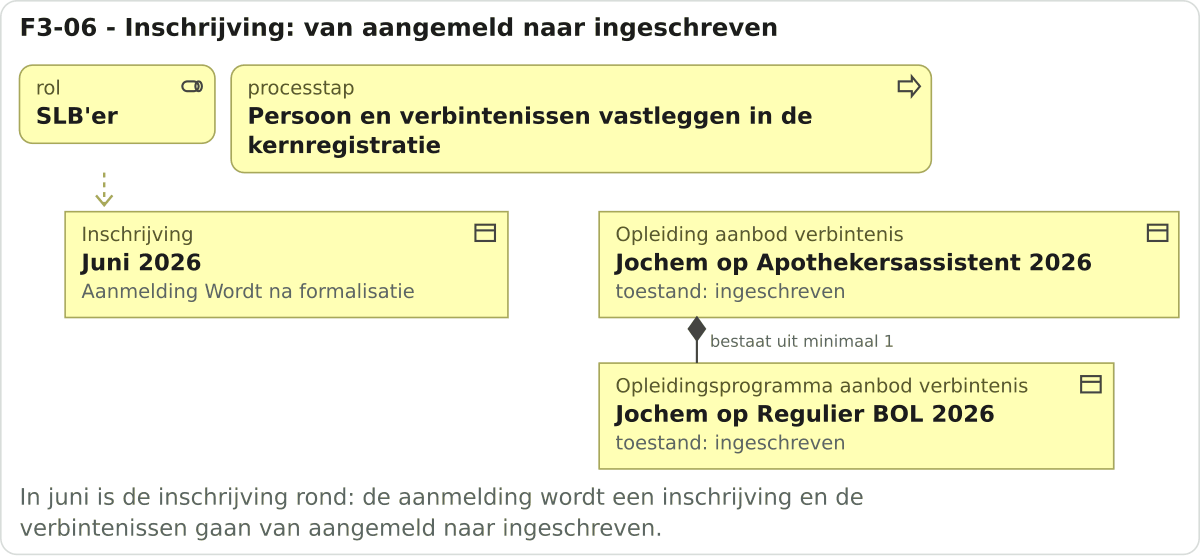 F3-06 - Inschrijving: van aangemeld naar ingeschreven
rol
SLB'er
processtap
Persoon en verbintenissen vastleggen in de
kernregistratie
Inschrijving
Juni 2026
Aanmelding Wordt na formalisatie
Opleiding aanbod verbintenis
Jochem op Apothekersassistent 2026
toestand: ingeschreven
bestaat uit minimaal 1
Opleidingsprogramma aanbod verbintenis
Jochem op Regulier BOL 2026
toestand: ingeschreven
In juni is de inschrijving rond: de aanmelding wordt een inschrijving en de
verbintenissen gaan van aangemeld naar ingeschreven.